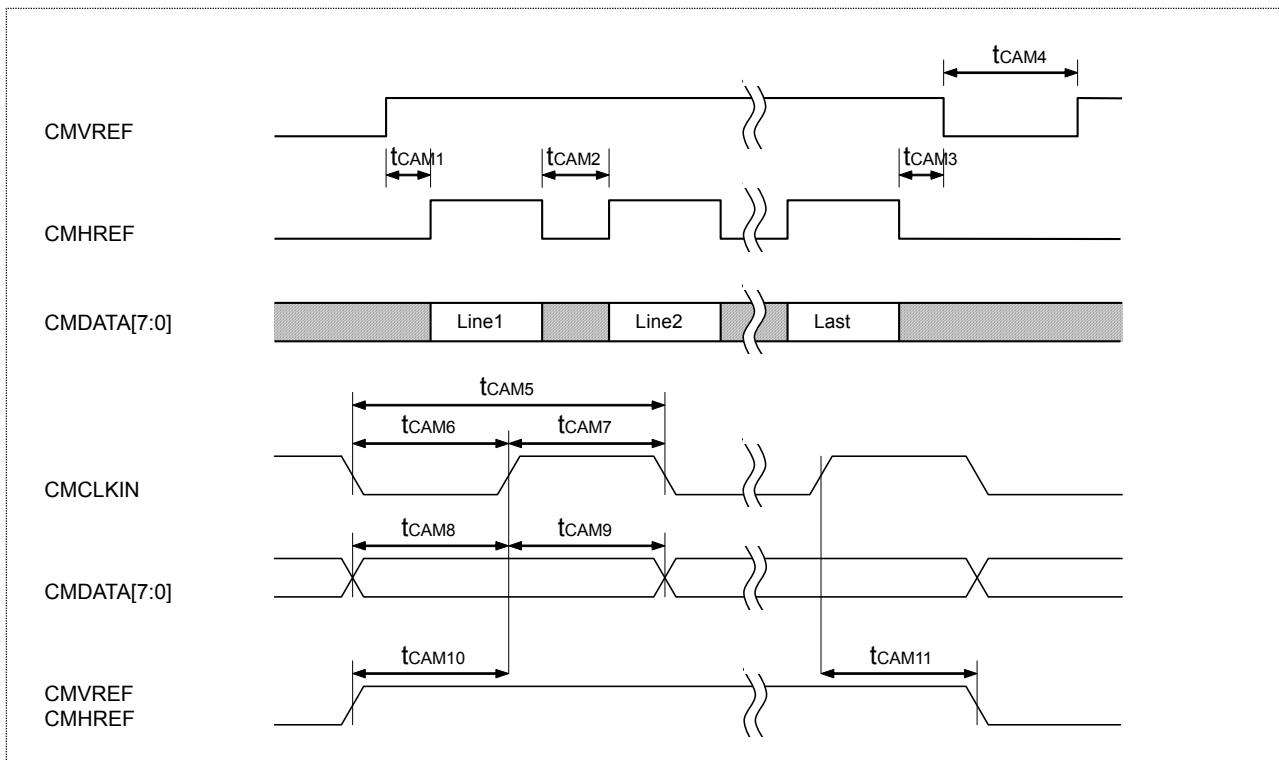 tCAM4
CMVREF
tCAM1 tCAM2 tCAM3
CMHREF
CMDATA[7:0] Line1 Line2 Last
tCAM5
tCAM6 tCAM7
CMCLKIN
tCAM8 tCAM9
CMDATA[7:0]
tCAM10 tCAM11
CMVREF
CMHREF